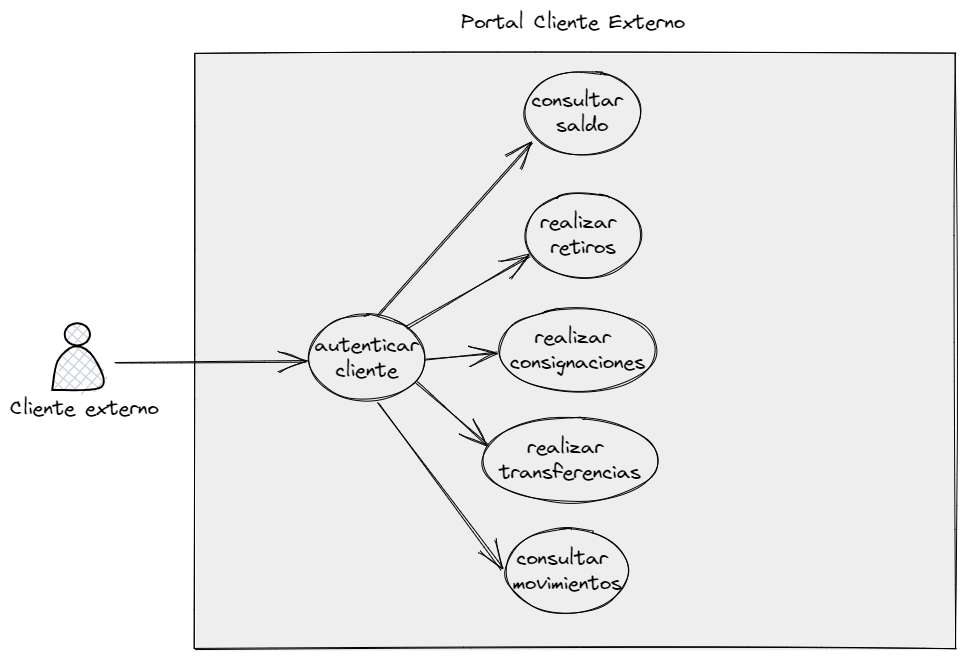 Portal Cliente Externo
consultar
saldo
realizar
retiros
realizar
consignaciones
autenticar
cliente
Cliente externo
realizar
transferencias
consultar
movimientos